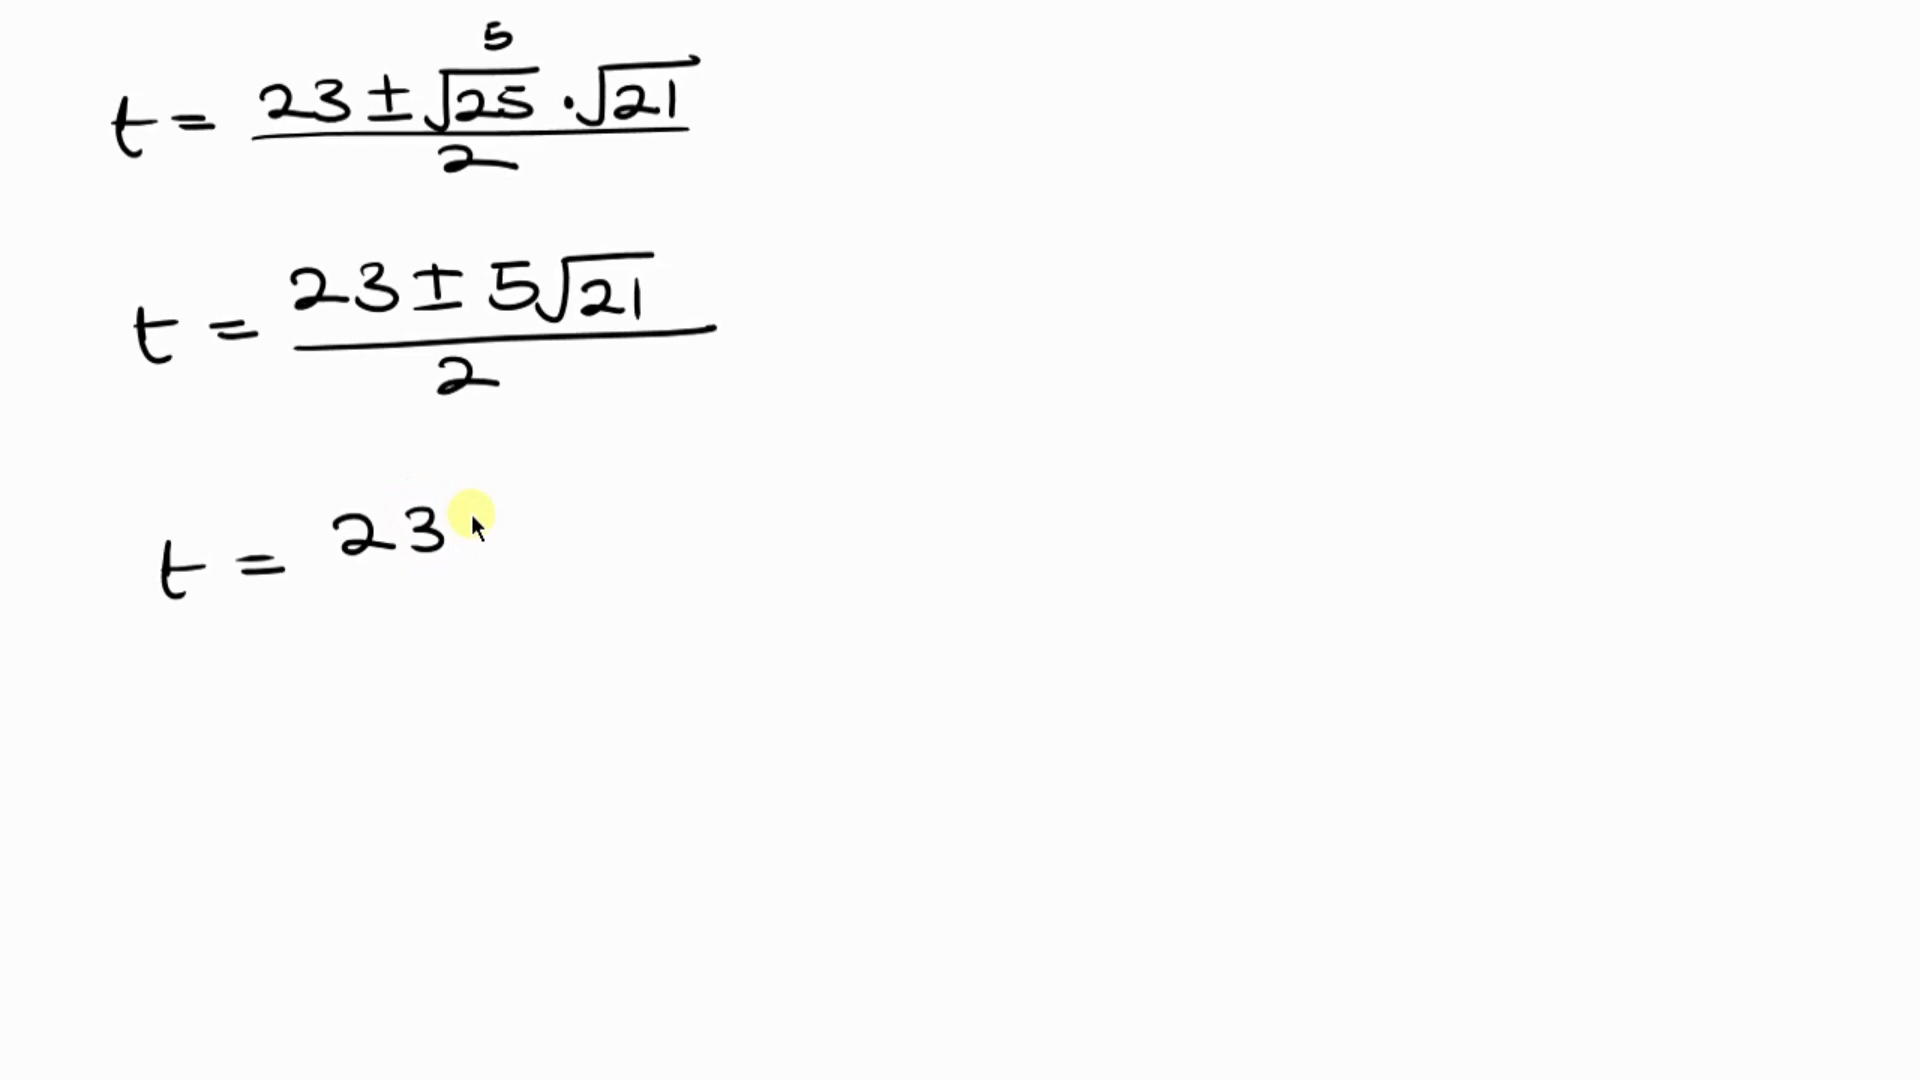 5
t = 23 ± √25 · √21
2
t = 23 ± 5√21
2
t = 23